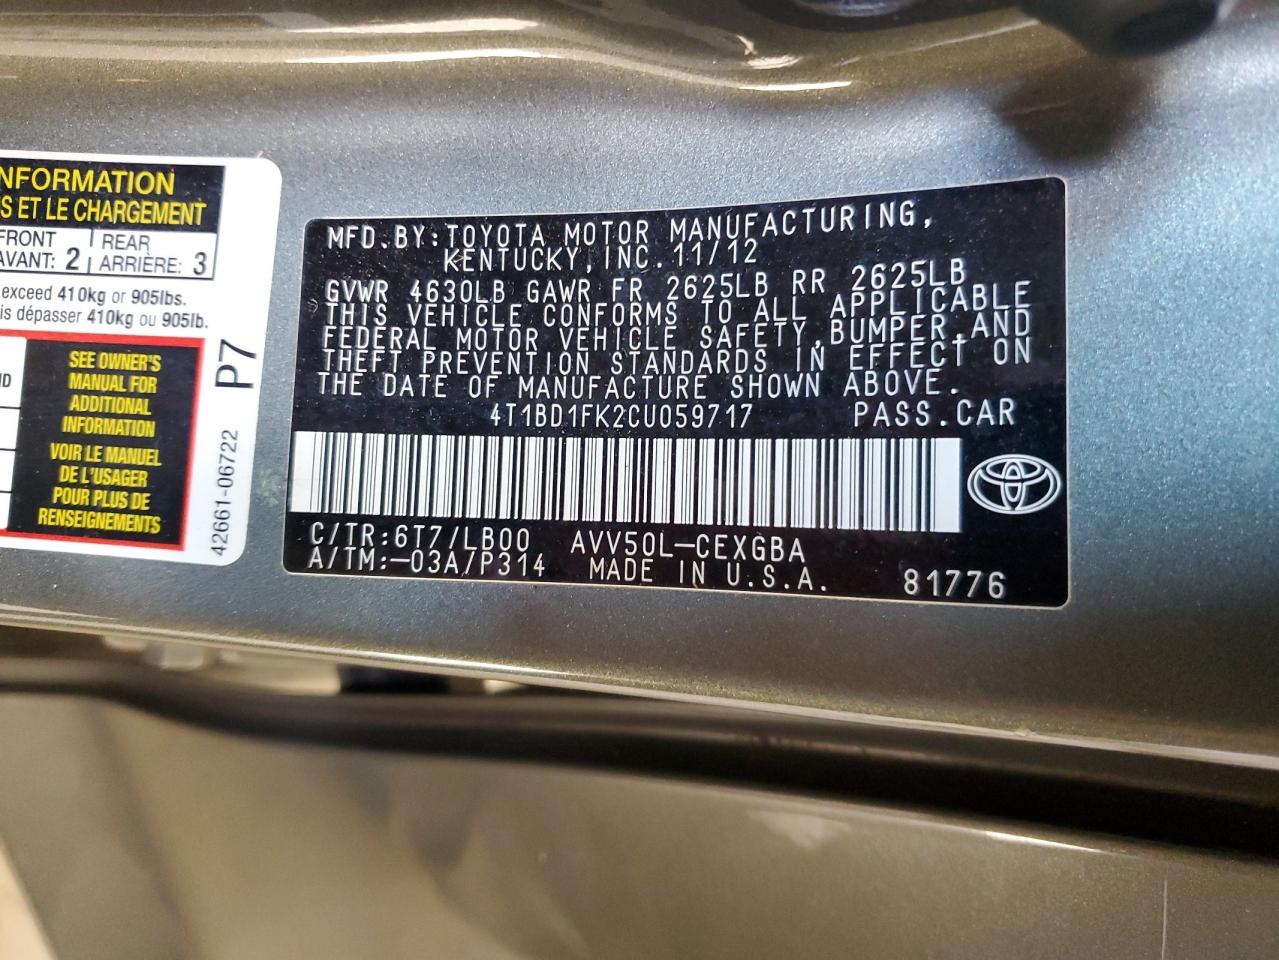 NFORMATION
S ET LE CHARGEMENT
FRONT
AVANT: 2
REAR
ARRIÈRE: 3
exceed 410kg or 905lbs.
is dépasser 410kg ou 905lb.
SEE OWNER'S
MANUAL FOR
ADDITIONAL
INFORMATION
VOIR LE MANUEL
DE L'USAGER
POUR PLUS DE
RENSEIGNEMENTS
P7
42661-06722
MFD.BY:TOYOTA MOTOR MANUFACTURING,
KENTUCKY,INC.11/12
GVWR 4630LB GAWR FR 2625LB RR 2625LB
THIS VEHICLE CONFORMS TO ALL APPLICABLE
FEDERAL MOTOR VEHICLE SAFETY,BUMPER,AND
THEFT PREVENTION STANDARDS IN EFFECT ON
THE DATE OF MANUFACTURE SHOWN ABOVE.
4T1BD1FK2CU059717 PASS.CAR
C/TR:6T7/LB00 AVV50L-CEXGBA
A/TM:-03A/P314 MADE IN U.S.A. 81776